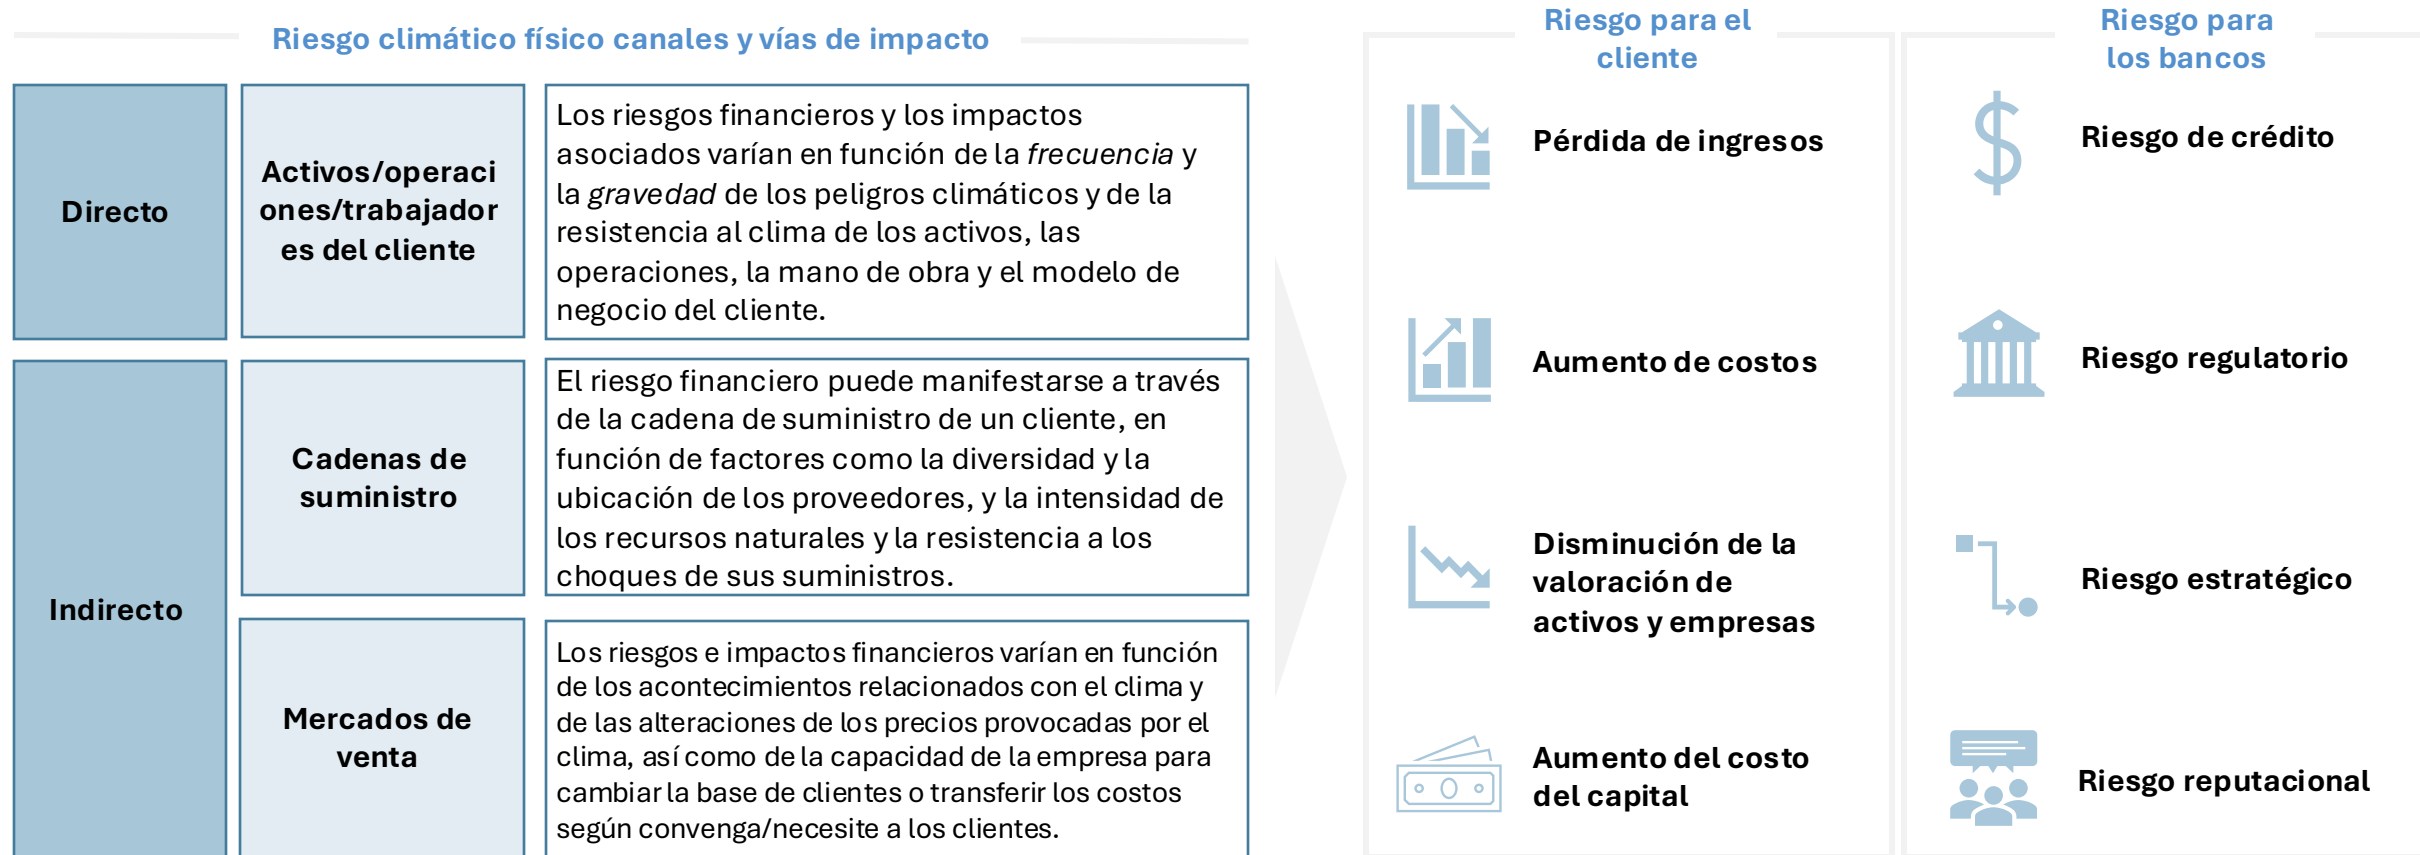 Riesgo climático físico canales y vías de impacto
Directo
Activos/operaci
ones/trabajador
es del cliente
Los riesgos financieros y los impactos
asociados varían en función de la frecuencia y
la gravedad de los peligros climáticos y de la
resistencia al clima de los activos, las
operaciones, la mano de obra y el modelo de
negocio del cliente.
Indirecto
Cadenas de
suministro
El riesgo financiero puede manifestarse a través
de la cadena de suministro de un cliente, en
función de factores como la diversidad y la
ubicación de los proveedores, y la intensidad de
los recursos naturales y la resistencia a los
choques de sus suministros.
Mercados de
venta
Los riesgos e impactos financieros varían en función
de los acontecimientos relacionados con el clima y
de las alteraciones de los precios provocadas por el
clima, así como de la capacidad de la empresa para
cambiar la base de clientes o transferir los costos
según convenga/necesite a los clientes.
Riesgo para el
cliente
Pérdida de ingresos
Aumento de costos
Disminución de la
valoración de
activos y empresas
Aumento del costo
del capital
Riesgo para
los bancos
$
Riesgo de crédito
Riesgo regulatorio
Riesgo estratégico
Riesgo reputacional